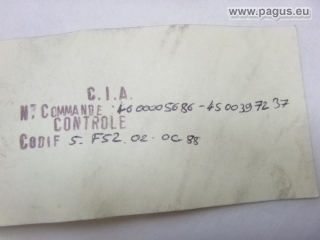 www.pagus.eu
C.I.A.
N° COMMANDE : 4600005686 - 4500397237
CONTROLE
CODIF 5. F52. 02. 0C 88